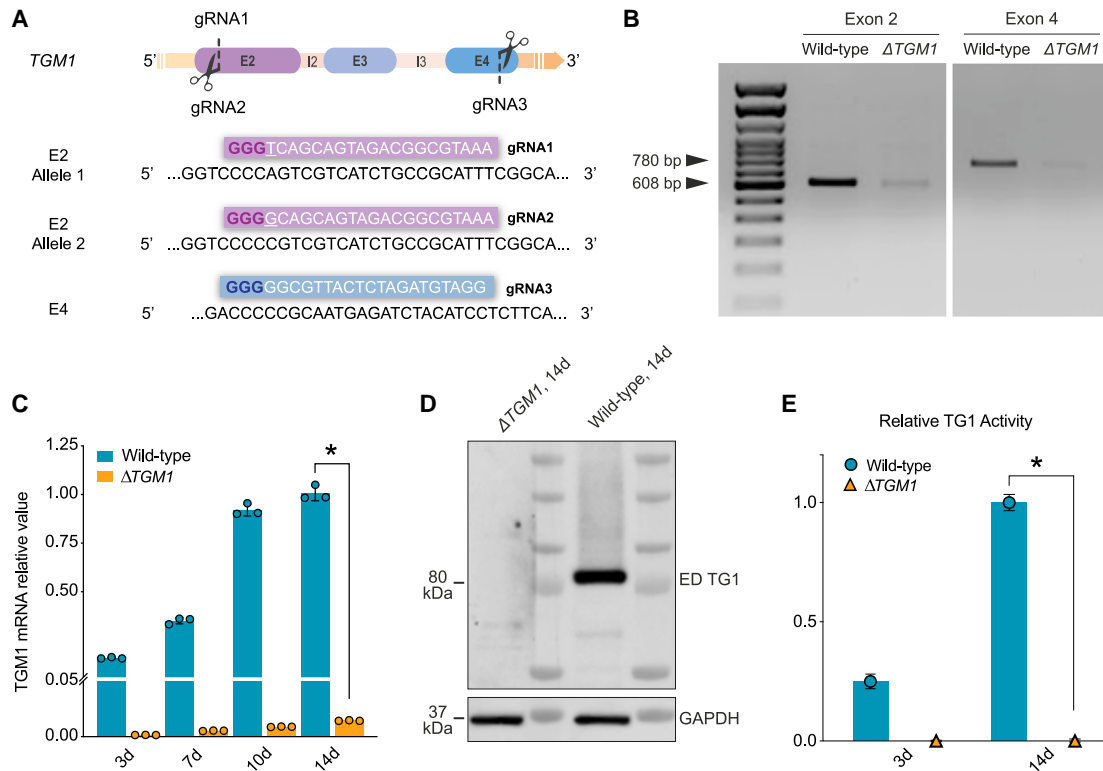 A
gRNA1
TGM1
5’
E2
I2
E3
I3
E4
3’
gRNA2
gRNA3
E2
Allele 1
GGGTCAGCAGTAGACGGCGTAAA
gRNA1
5’
...GGTCCCCAGTCGTCATCTGCCGCATTTCGGCA...
3’
E2
Allele 2
GGGGCAGCAGTAGACGGCGTAAA
gRNA2
5’
...GGTCCCCCGTCGTCATCTGCCGCATTTCGGCA...
3’
E4
GGGGGCGTTACTCTAGATGTAGG
gRNA3
5’
...GACCCCCGCAATGAGATCTACATCCTCTTCA...
3’
B
Exon 2
Exon 4
Wild-type
ΔTGM1
Wild-type
ΔTGM1
780 bp
608 bp
C
TGM1 mRNA relative value
1.25
1.00
0.50
0.05
0.00
Wild-type
ΔTGM1
*
3d
7d
10d
14d
D
ΔTGM1, 14d
Wild-type, 14d
80
kDa
ED TG1
37
kDa
GAPDH
E
Relative TG1 Activity
Wild-type
ΔTGM1
*
1.0
0.5
0.0
3d
14d